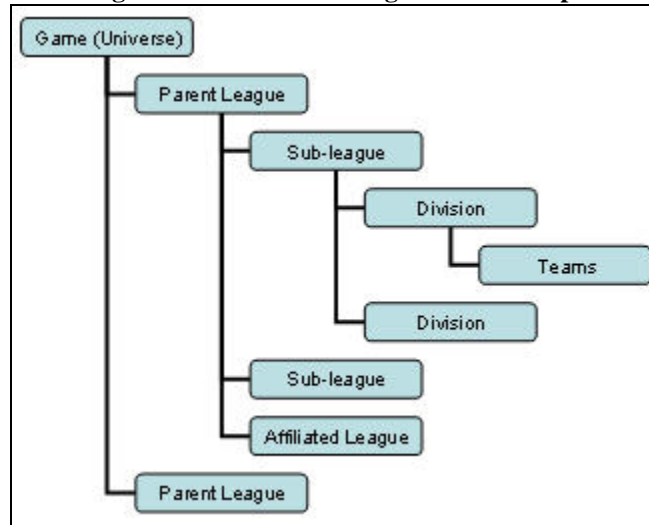 Game (Universe)
Parent League
Sub-league
Division
Teams
Division
Sub-league
Affiliated League
Parent League